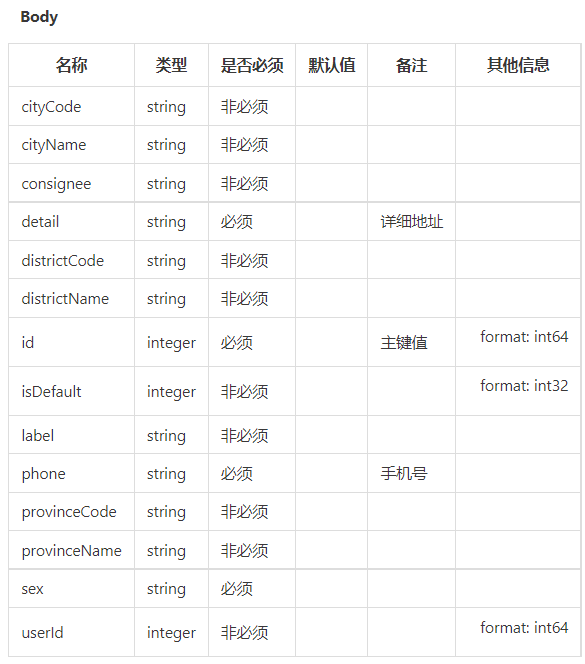 Body
名称 类型 是否必须 默认值 备注 其他信息
cityCode string 非必须
cityName string 非必须
consignee string 非必须
detail string 必须 详细地址
districtCode string 非必须
districtName string 非必须
id integer 必须 主键值 format: int64
isDefault integer 非必须 format: int32
label string 非必须
phone string 必须 手机号
provinceCode string 非必须
provinceName string 非必须
sex string 必须
userId integer 非必须 format: int64